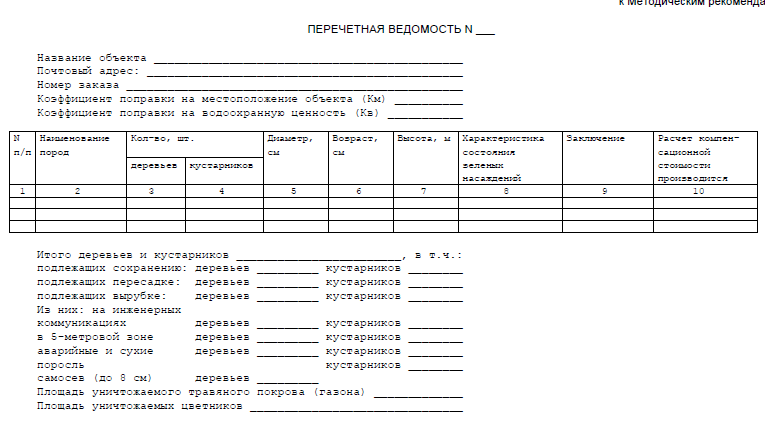 к Методическим рекоменда
ПЕРЕЧЕТНАЯ ВЕДОМОСТЬ N ___
Название объекта _____________________________________________
Почтовый адрес: ______________________________________________
Номер заказа _________________________________________________
Коэффициент поправки на местоположение объекта (Км) __________
Коэффициент поправки на водоохранную ценность (Кв) ___________
N п/п
Наименование пород
Кол-во, шт.
деревьев
кустарников
Диаметр, см
Возраст, см
Высота, м
Характеристика состояния зеленых насаждений
Заключение
Расчет компен-сационной стоимости производится
1 2 3 4 5 6 7 8 9 10
Итого деревьев и кустарников ________________________, в т.ч.:
подлежащих сохранению: деревьев _________ кустарников ________
подлежащих пересадке: деревьев _________ кустарников ________
подлежащих вырубке: деревьев _________ кустарников ________
Из них: на инженерных
коммуникациях деревьев _________ кустарников ________
в 5-метровой зоне деревьев _________ кустарников ________
аварийные и сухие деревьев _________ кустарников ________
поросль кустарников ________
самосев (до 8 см) деревьев _________
Площадь уничтожаемого травяного покрова (газона) _____________
Площадь уничтожаемых цветников _______________________________